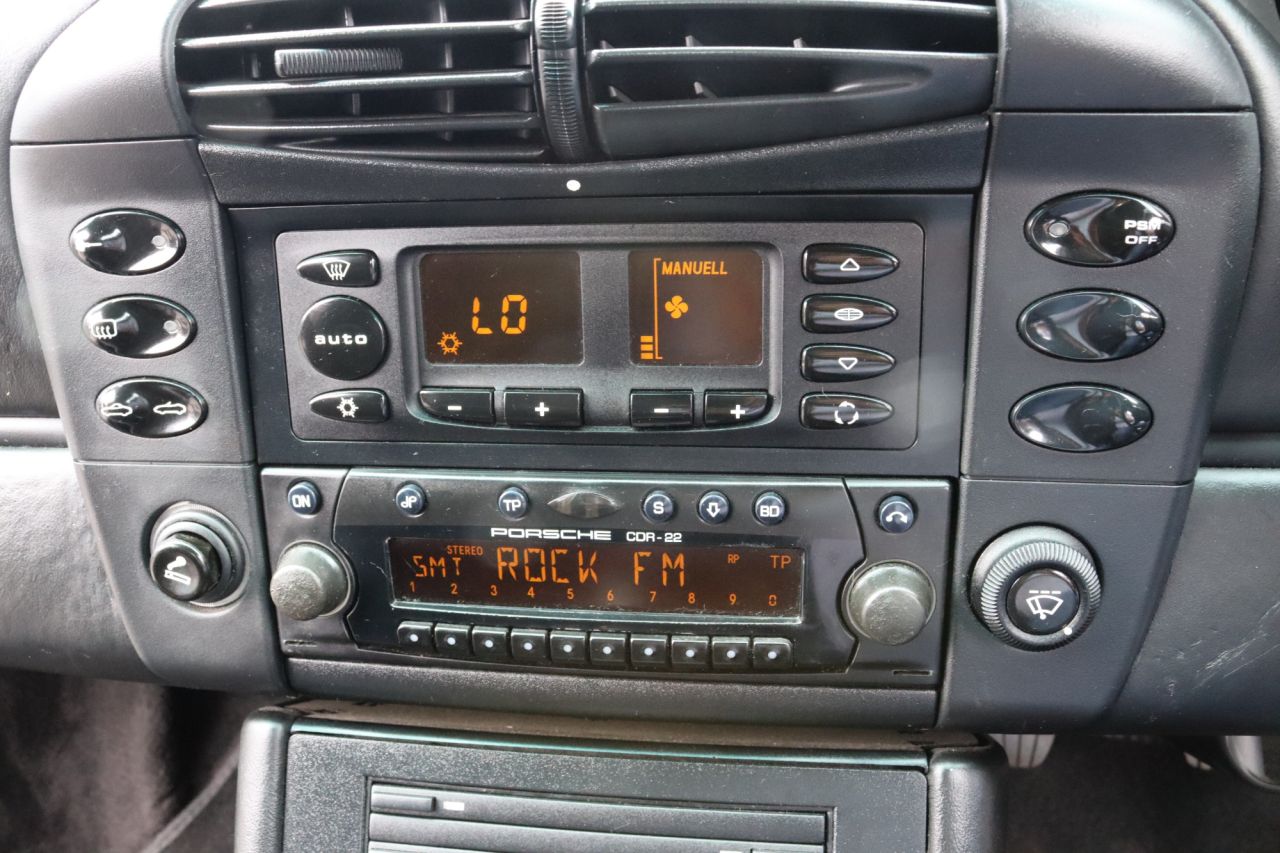 PSM
OFF
LO
MANUELL
auto
- + - +
ON
TP
S
BD
PORSCHE CDR-22
SMT STEREO ROCK FM RP TP
1 2 3 4 5 6 7 8 9 0